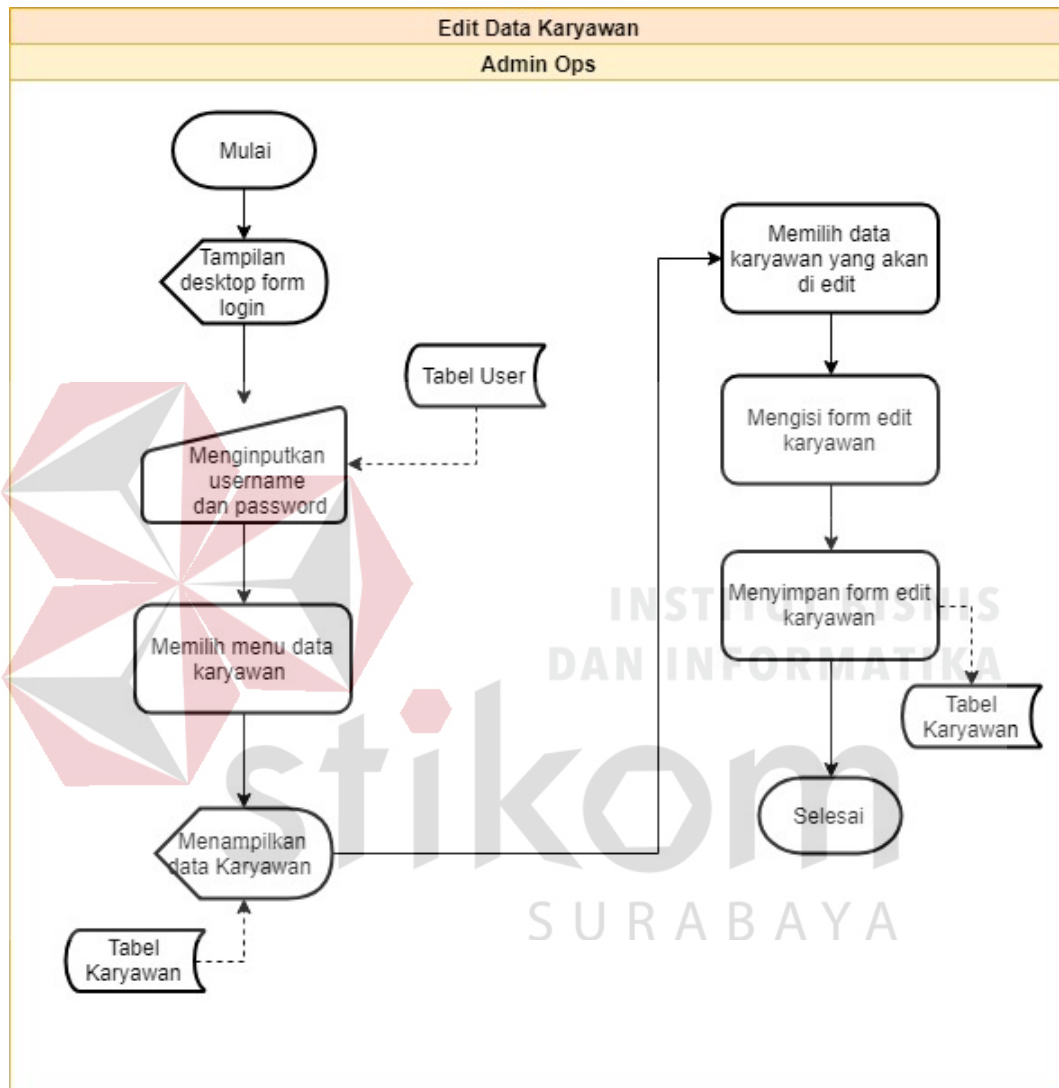 Edit Data Karyawan
Admin Ops
Mulai
Tampilan
desktop form
login
Tabel User
Menginputkan
username
dan password
Memilih menu data
karyawan
Menampilkan
data Karyawan
Tabel
Karyawan
Memilih data
karyawan yang akan
di edit
Mengisi form edit
karyawan
Menyimpan form edit
karyawan
Tabel
Karyawan
Selesai
INSTITUT BISNIS
DAN INFORMATIKA
stikom
SURABAYA